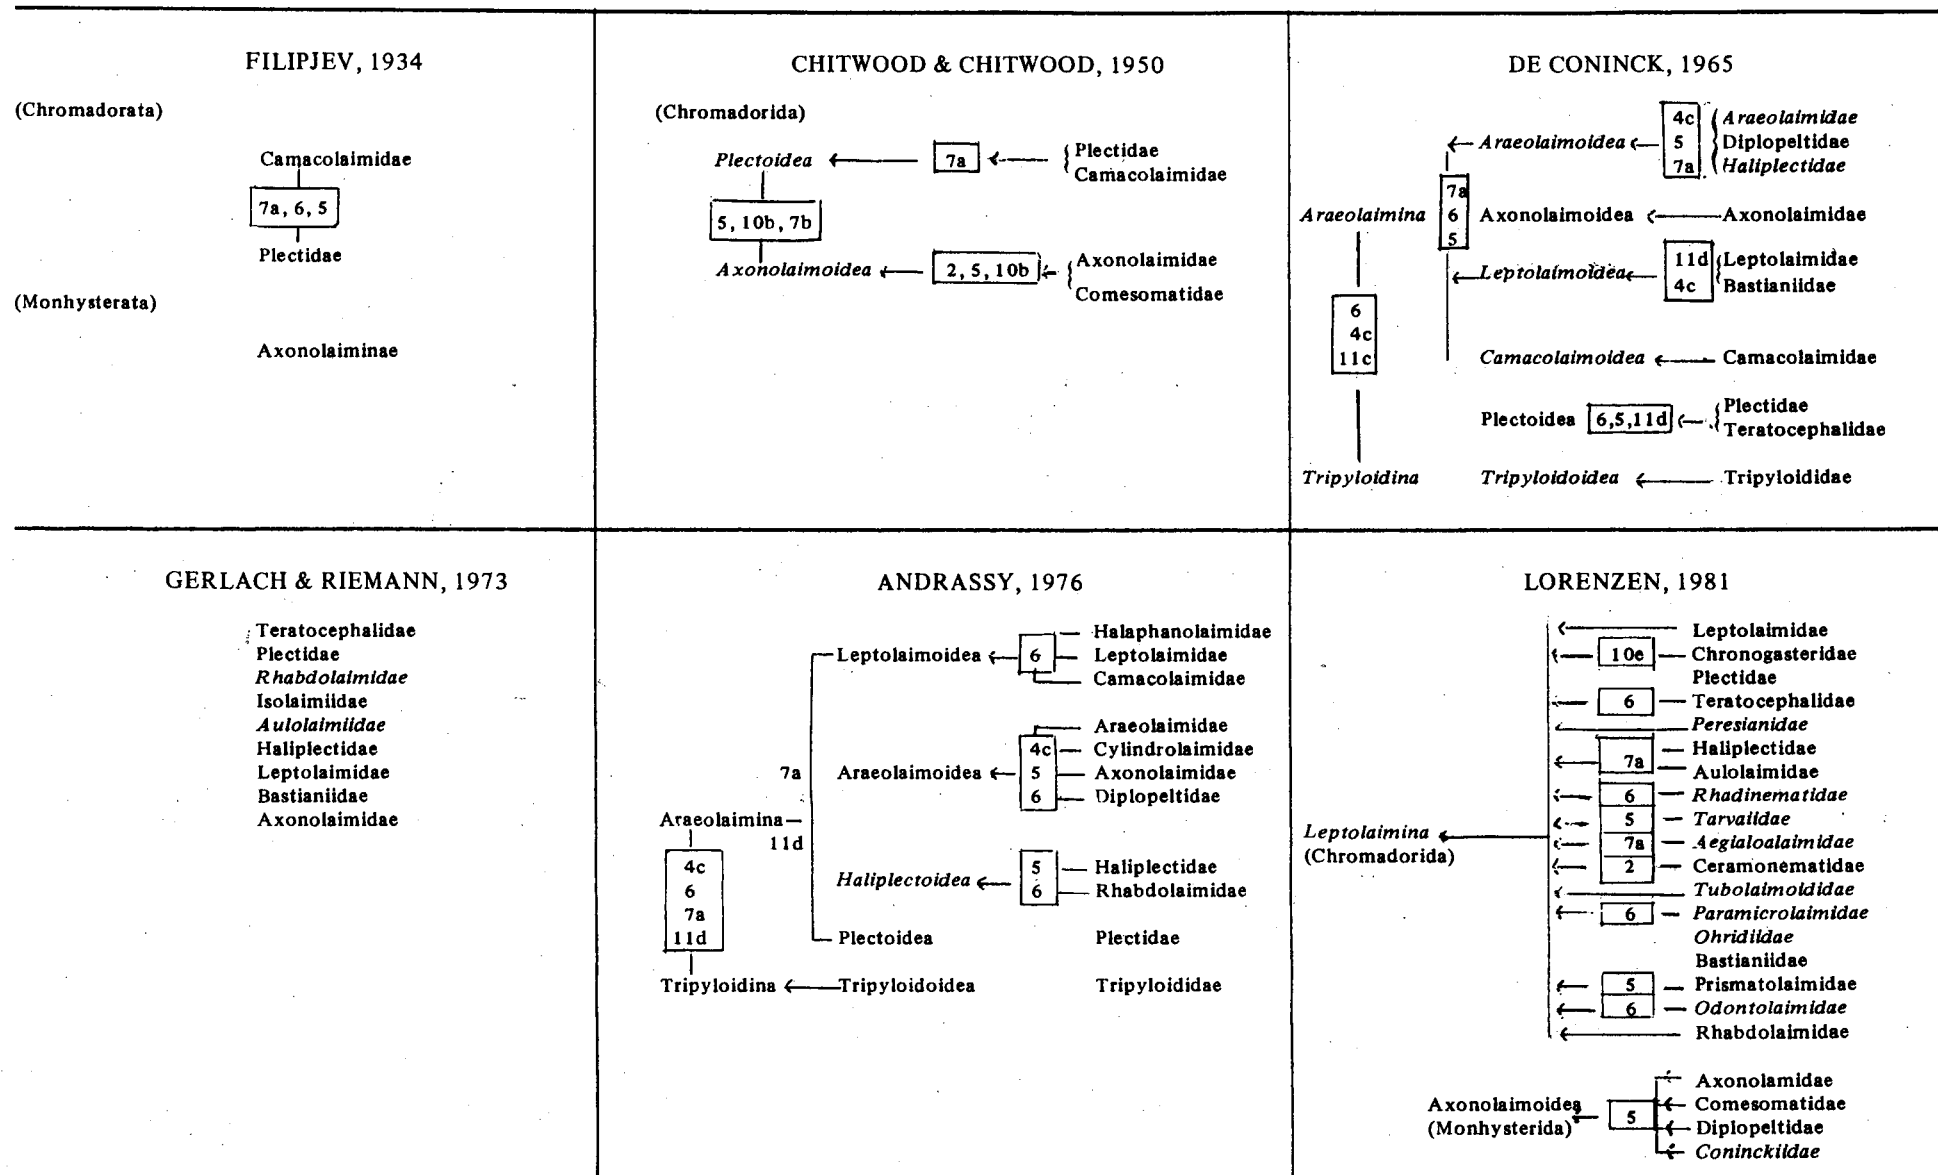 FILIPJEV, 1934
(Chromadorata)
Camacolaimidae
7a, 6, 5
Plectidae
(Monhysterata)
Axonolaiminae
CHITWOOD & CHITWOOD, 1950
(Chromadorida)
Plectoidea 7a Plectidae
Camacolaimidae
5, 10b, 7b
Axonolaimoidea 2, 5, 10b Axonolaimidae
Comesomatidae
DE CONINCK, 1965
4c Araeolaimidae
Araeolaimoidea 5 Diplopeltidae
7a Haliplectidae
7a
Araeolaimina 6 Axonolaimoidea Axonolaimidae
5
Leptolaimoidea 11d Leptolaimidae
4c Bastianiidae
6
4c
11c Camacolaimoidea Camacolaimidae
Plectoidea 6,5,11d Plectidae
Teratocephalidae
Tripyloidina Tripyloidoidea Tripyloididae
GERLACH & RIEMANN, 1973
Teratocephalidae
Plectidae
Rhabdolaimidae
Isolaimiidae
Aulolaimiidae
Haliplectidae
Leptolaimidae
Bastianiidae
Axonolaimidae
ANDRASSY, 1976
Halaphanolaimidae
Leptolaimoidea 6 Leptolaimidae
Camacolaimidae
Araeolaimidae
4c Cylindrolaimidae
7a Araeolaimoidea 5 Axonolaimidae
6 Diplopeltidae
Araeolaimina
11d
4c
6
7a
11d
5 Haliplectidae
Haliplectoidea
6 Rhabdolaimidae
Plectoidea Plectidae
Tripyloidina Tripyloidoidea Tripyloididae
LORENZEN, 1981
Leptolaimidae
10e Chronogasteridae
Plectidae
6 Teratocephalidae
Peresianidae
Haliplectidae
7a
Aulolaimidae
6 Rhadinematidae
5 Tarvaiidae
Leptolaimina
(Chromadorida)
7a Aegialoalaimidae
2 Ceramonematidae
Tubolaimoididae
6 Paramicrolaimidae
Ohridiidae
Bastianiidae
5 Prismatolaimidae
6 Odontolaimidae
Rhabdolaimidae
Axonolamidae
Axonolaimoidea Comesomatidae
(Monhysterida) 5 Diplopeltidae
Coninckiidae